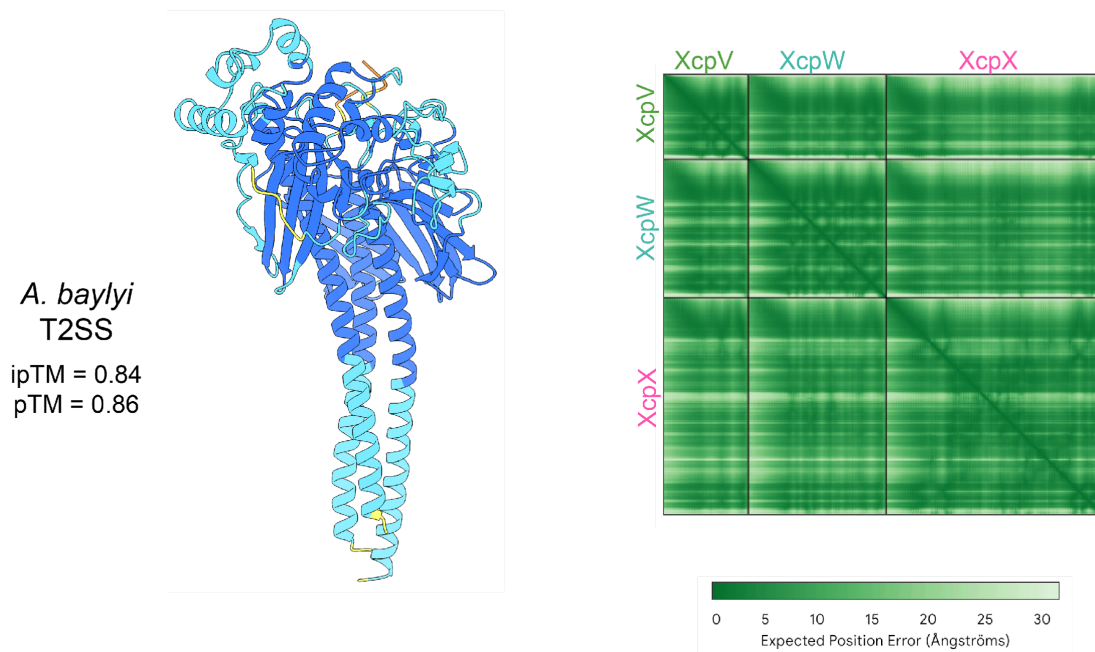 A. baylyi
T2SS
ipTM = 0.84
pTM = 0.86
XcpV XcpW XcpX
XcpV
XcpW
XcpX
0 5 10 15 20 25 30
Expected Position Error (Ångströms)